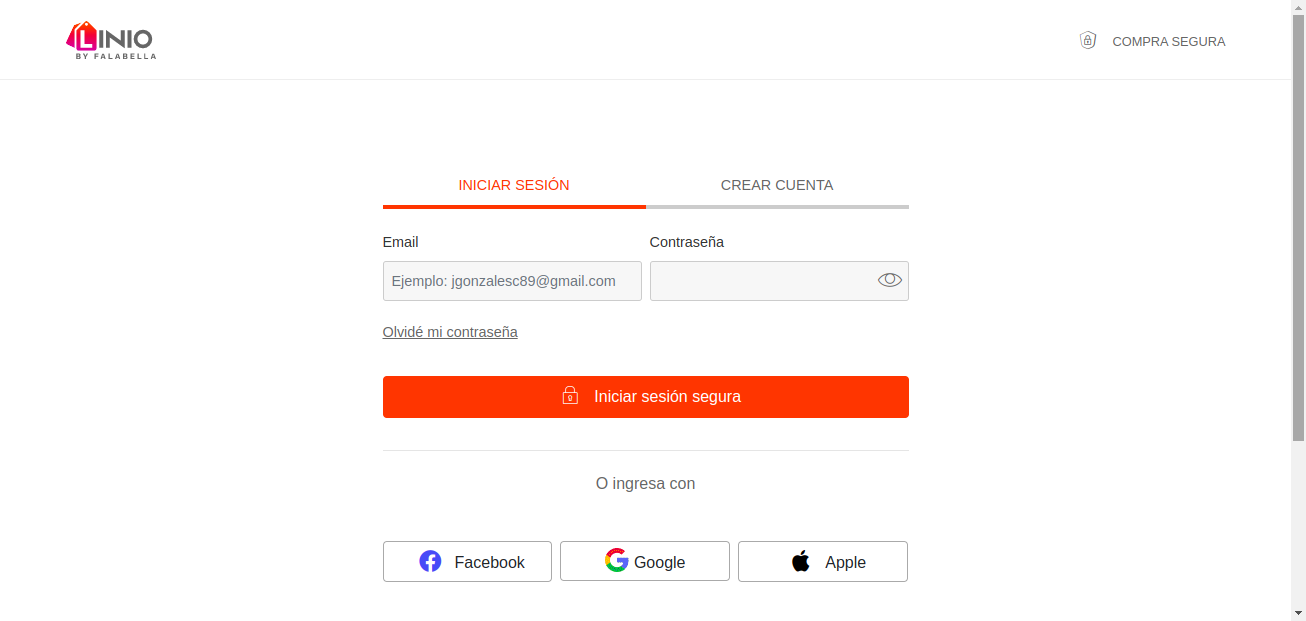 LINIO
BY FALABELLA
COMPRA SEGURA
INICIAR SESIÓN
CREAR CUENTA
Email
Contraseña
Ejemplo: jgonzalesc89@gmail.com
Olvidé mi contraseña
Iniciar sesión segura
O ingresa con
Facebook
Google
Apple